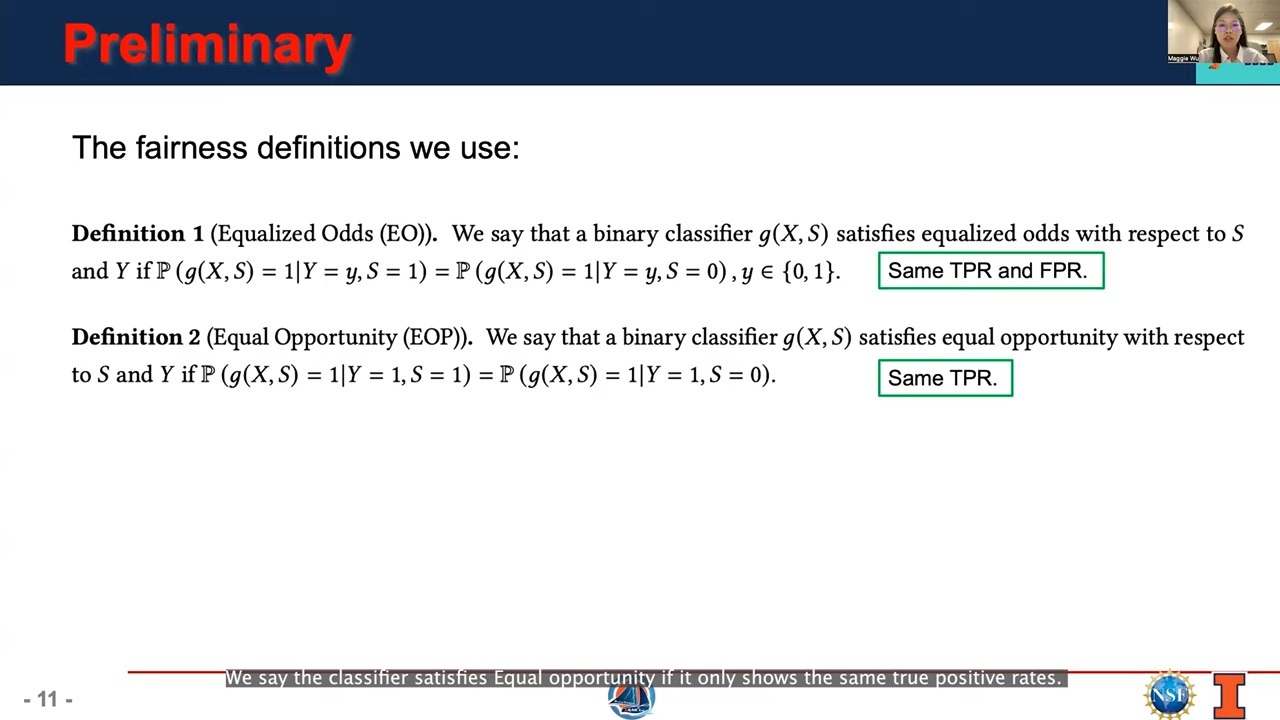 Preliminary
Maggie Wu
The fairness definitions we use:
Definition 1 (Equalized Odds (EO)). We say that a binary classifier g(X, S) satisfies equalized odds with respect to S
and Y if ℙ (g(X, S) = 1|Y = y, S = 1) = ℙ (g(X, S) = 1|Y = y, S = 0) , y ∈ {0, 1}.
Same TPR and FPR.
Definition 2 (Equal Opportunity (EOP)). We say that a binary classifier g(X, S) satisfies equal opportunity with respect
to S and Y if ℙ (g(X, S) = 1|Y = 1, S = 1) = ℙ (g(X, S) = 1|Y = 1, S = 0).
Same TPR.
We say the classifier satisfies Equal opportunity if it only shows the same true positive rates.
- 11 -
NSF
I